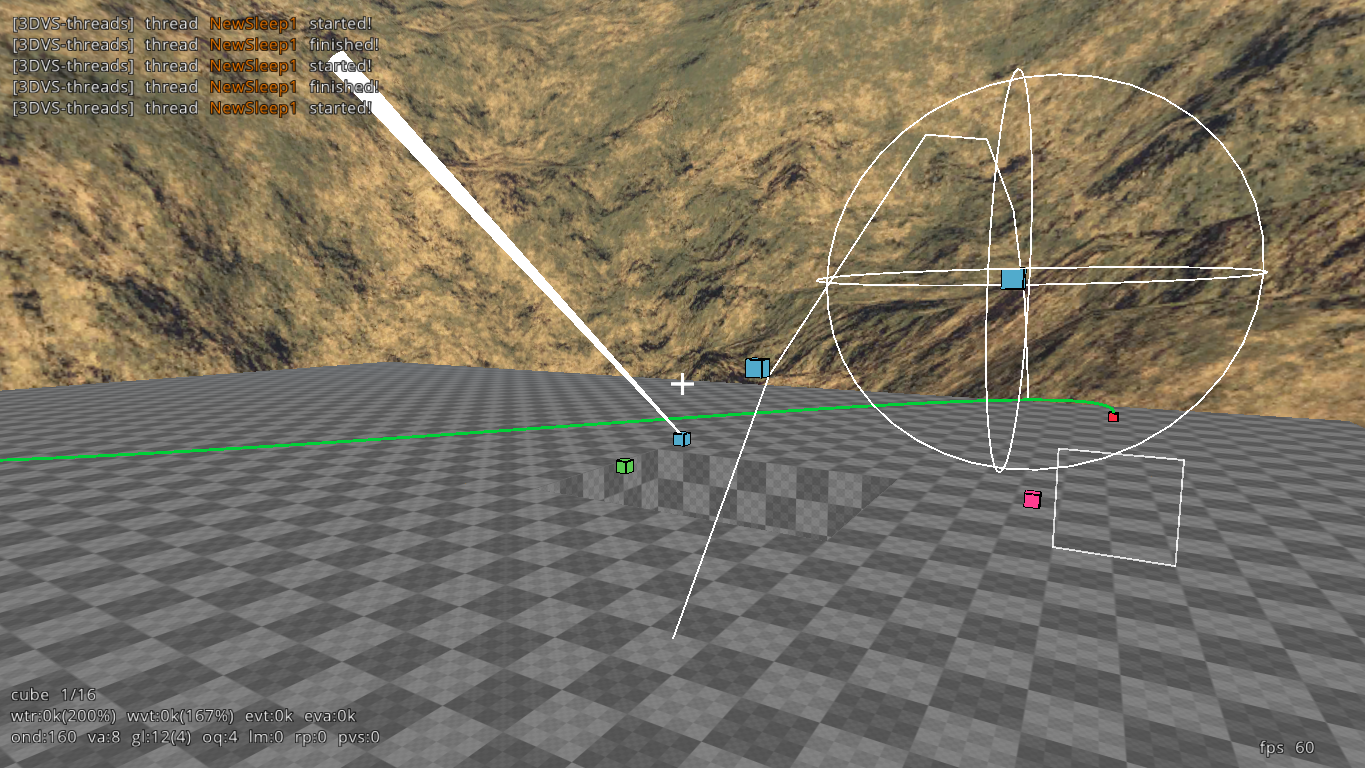 [3DVS-threads] thread NewSleep1 started!
[3DVS-threads] thread NewSleep1 finished!
[3DVS-threads] thread NewSleep1 started!
[3DVS-threads] thread NewSleep1 finished!
[3DVS-threads] thread NewSleep1 started!
cube 1/16
wtr:0k(200%) wvt:0k(167%) evt:0k eva:0k
ond:160 va:8 gl:12(4) oq:4 lm:0 rp:0 pvs:0
fps 60